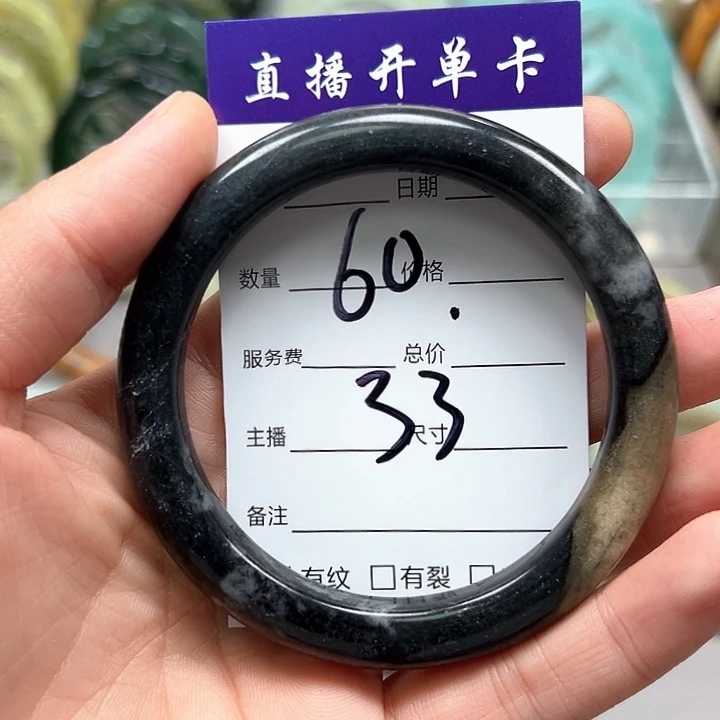 直播开单卡
日期
60.
数量 价格
服务费 总价
33
主播 尺寸
备注
有纹 □有裂 □